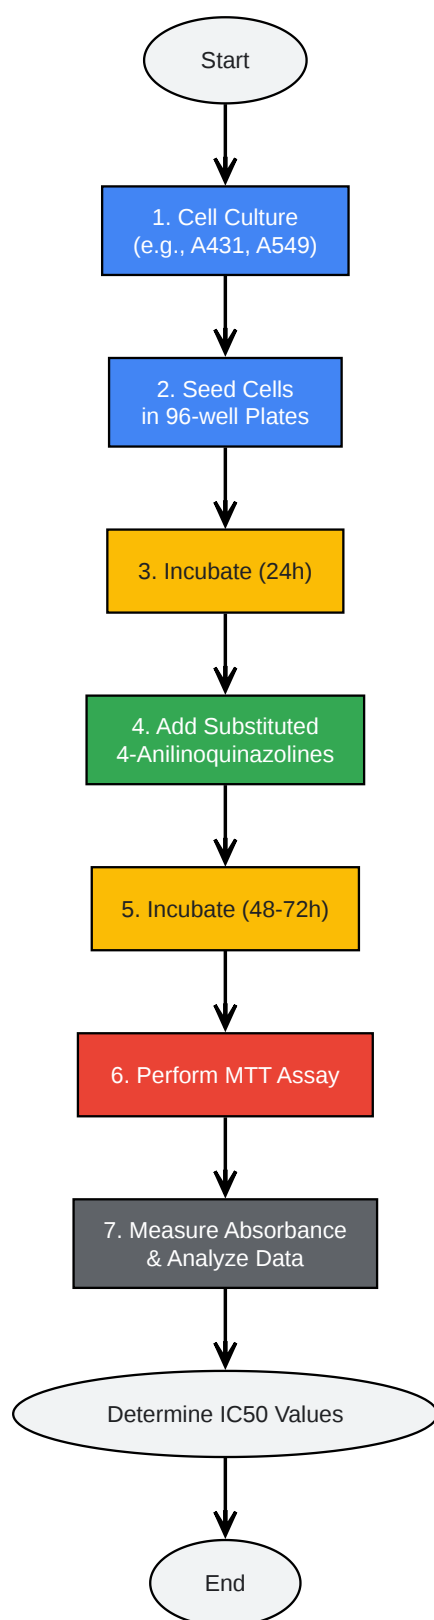 Start
1. Cell Culture
(e.g., A431, A549)
2. Seed Cells
in 96-well Plates
3. Incubate (24h)
4. Add Substituted
4-Anilinoquinazolines
5. Incubate (48-72h)
6. Perform MTT Assay
7. Measure Absorbance
& Analyze Data
Determine IC50 Values
End